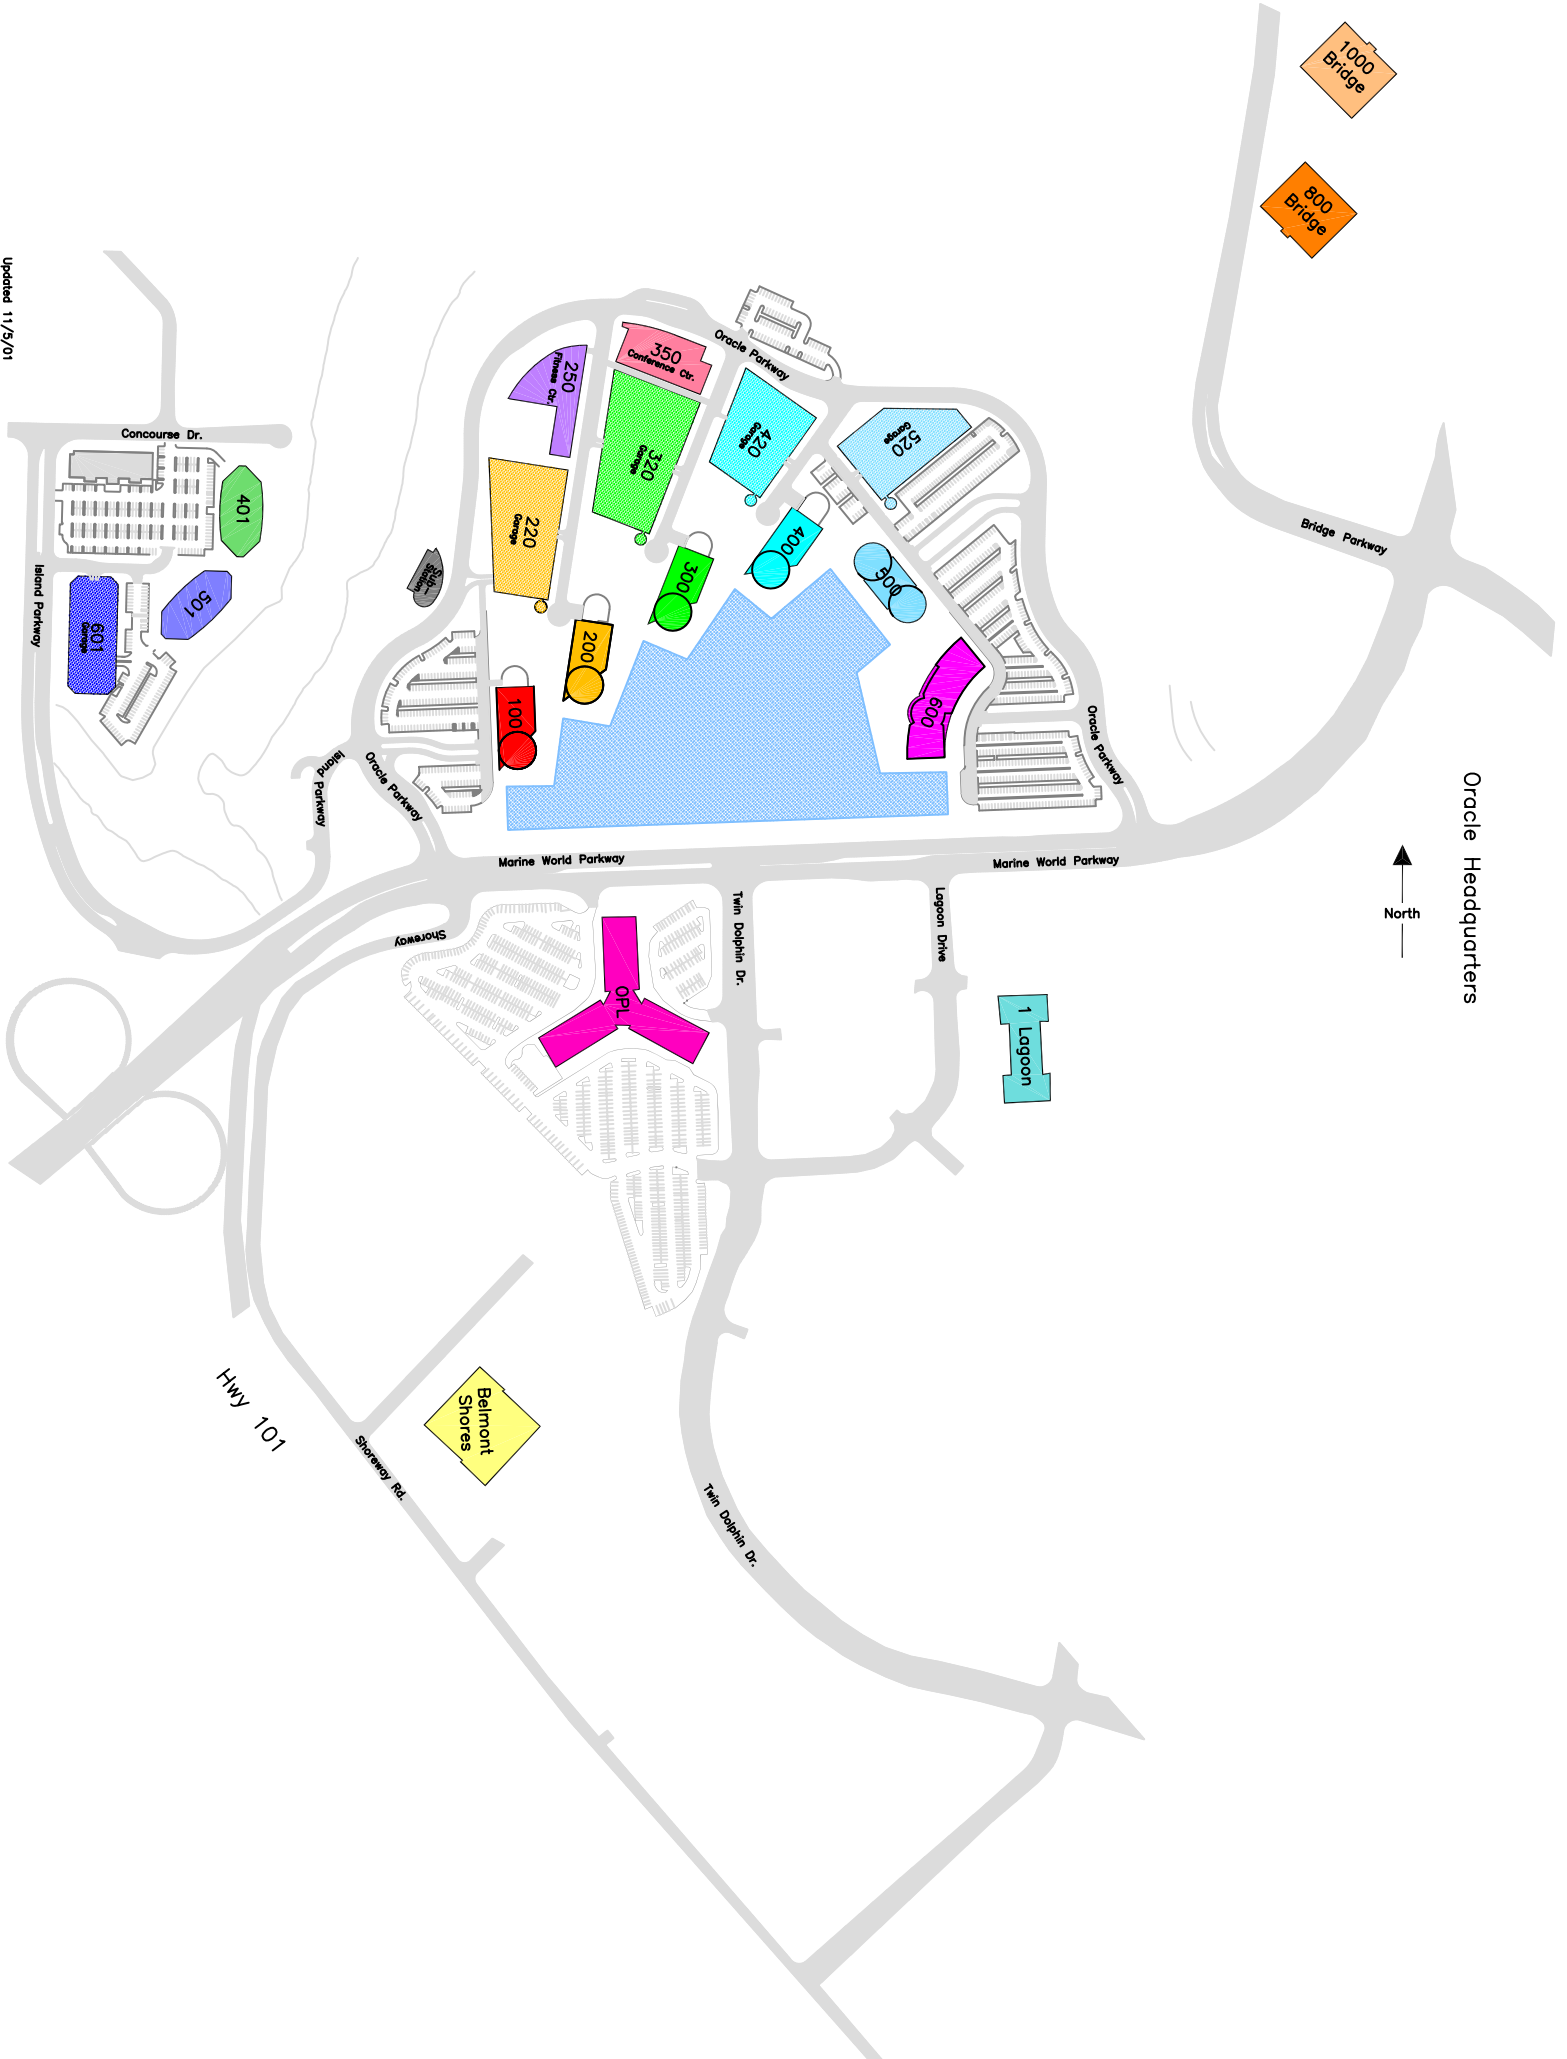 Oracle Headquarters
North
1000
Bridge
800
Bridge
Bridge Parkway
Oracle Parkway
350
Conference Ctr.
250
Fitness Ctr.
420
Garage
520
Garage
320
Garage
220
Garage
400
500
300
200
100
600
Sub-
Station
Oracle Parkway
Oracle Parkway
Island Parkway
Concourse Dr.
401
501
601
Garage
Island Parkway
Updated 11/5/01
Marine World Parkway
Marine World Parkway
Shoreway
Twin Dolphin Dr.
Lagoon Drive
OPL
1 Lagoon
Belmont
Shores
Hwy 101
Shoreway Rd.
Twin Dolphin Dr.